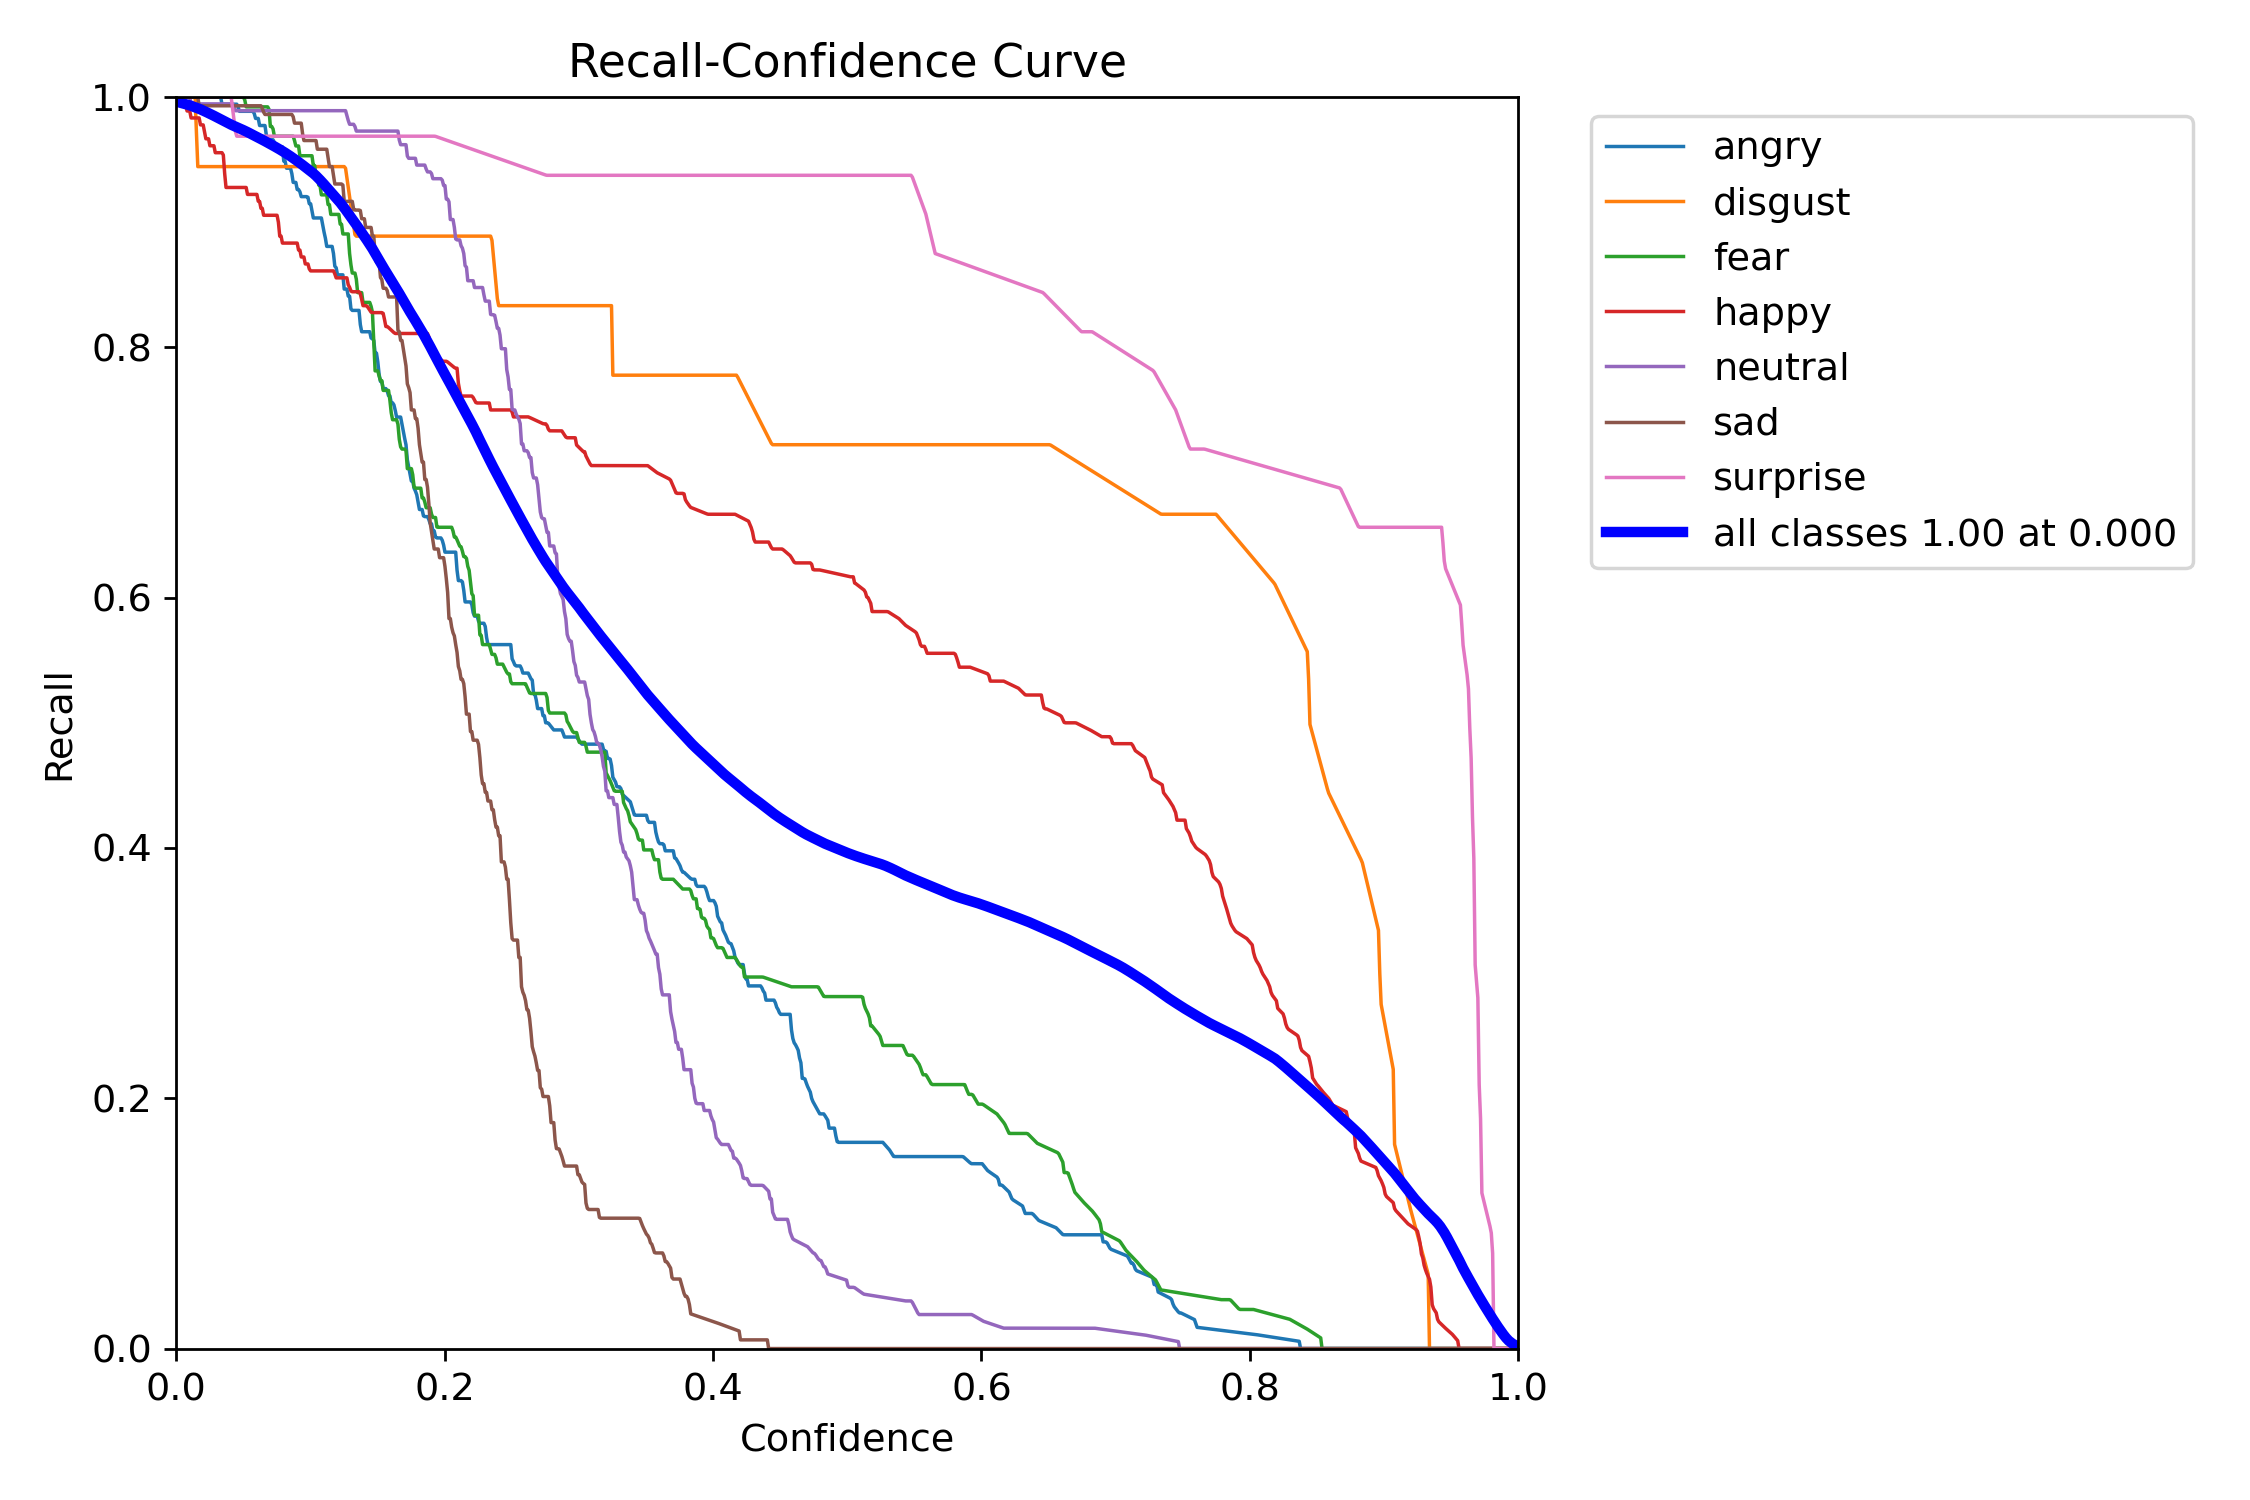 Recall-Confidence Curve
1.0
0.8
0.6
0.4
0.2
0.0
Recall
0.0 0.2 0.4 0.6 0.8 1.0
Confidence
angry
disgust
fear
happy
neutral
sad
surprise
all classes 1.00 at 0.000